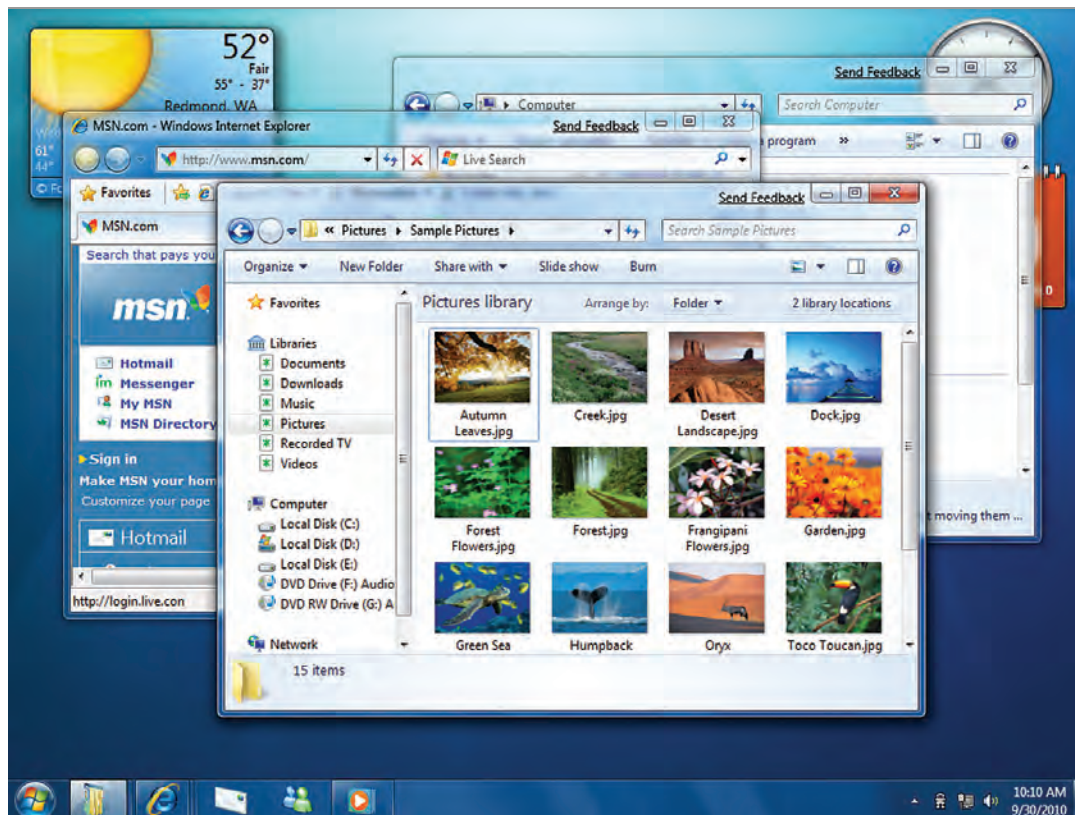 52°
Fair
55° - 37°
Redmond, WA
61°
44°
Send Feedback
Computer
Search Computer
program »
MSN.com - Windows Internet Explorer
Send Feedback
http://www.msn.com/
Live Search
Favorites
MSN.com
Search that pays you
msn
Hotmail
Messenger
My MSN
MSN Directory
Sign in
Make MSN your hom
Customize your page
Hotmail
http://login.live.con
Send Feedback
« Pictures Sample Pictures
Search Sample Pictures
Organize New Folder Share with Slide show Burn
Favorites
Libraries
Documents
Downloads
Music
Pictures
Recorded TV
Videos
Computer
Local Disk (C:)
Local Disk (D:)
Local Disk (E:)
DVD Drive (F:) Audio
DVD RW Drive (G:) A
Network
Pictures library Arrange by: Folder 2 library locations
Autumn
Leaves.jpg
Creek.jpg
Desert
Landscape.jpg
Dock.jpg
Forest
Flowers.jpg
Forest.jpg
Frangipani
Flowers.jpg
Garden.jpg
Green Sea
Humpback
Oryx
Toco Toucan.jpg
15 items
t moving them ...
0
10:10 AM
9/30/2010